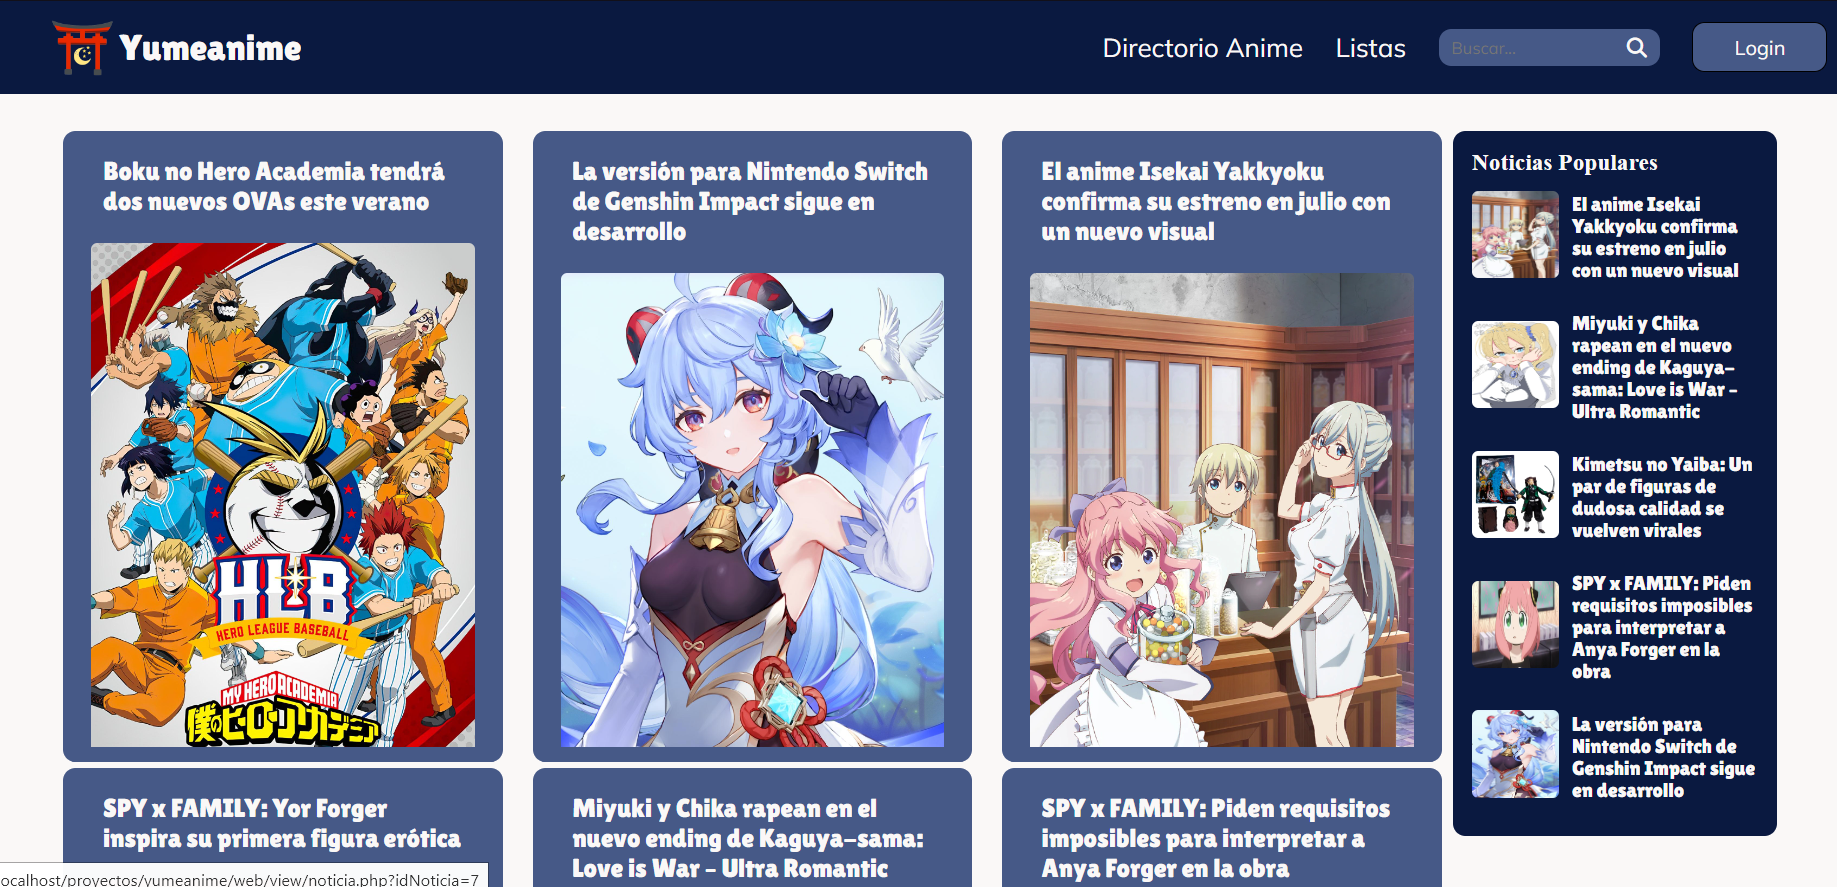 Yumeanime
Directorio Anime
Listas
Buscar...
Login
Boku no Hero Academia tendrá
dos nuevos OVAs este verano
HLB
HERO LEAGUE BASEBALL
MY HERO ACADEMIA
僕のヒーローアカデミア
La versión para Nintendo Switch
de Genshin Impact sigue en
desarrollo
El anime Isekai Yakkyoku
confirma su estreno en julio con
un nuevo visual
Noticias Populares
El anime Isekai
Yakkyoku confirma
su estreno en julio
con un nuevo visual
Miyuki y Chika
rapean en el nuevo
ending de Kaguya-
sama: Love is War -
Ultra Romantic
Kimetsu no Yaiba: Un
par de figuras de
dudosa calidad se
vuelven virales
SPY x FAMILY: Piden
requisitos imposibles
para interpretar a
Anya Forger en la
obra
La versión para
Nintendo Switch de
Genshin Impact sigue
en desarrollo
SPY x FAMILY: Yor Forger
inspira su primera figura erótica
Miyuki y Chika rapean en el
nuevo ending de Kaguya-sama:
Love is War - Ultra Romantic
SPY x FAMILY: Piden requisitos
imposibles para interpretar a
Anya Forger en la obra
ocalhost/proyectos/yumeanime/web/view/noticia.php?idNoticia=7